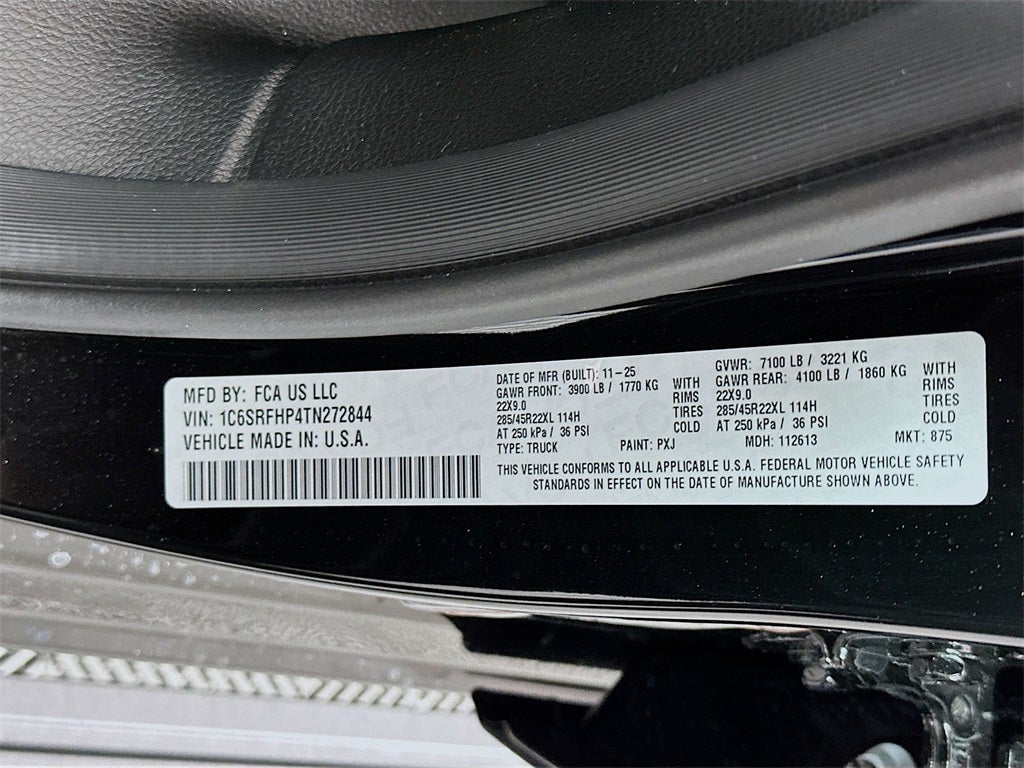 MFD BY: FCA US LLC
VIN: 1C6SRFHP4TN272844
VEHICLE MADE IN: U.S.A.
DATE OF MFR (BUILT): 11-25
GAWR FRONT: 3900 LB / 1770 KG WITH
22X9.0 RIMS
285/45R22XL 114H TIRES
AT 250 kPa / 36 PSI COLD
GVWR: 7100 LB / 3221 KG
GAWR REAR: 4100 LB / 1860 KG WITH
22X9.0 RIMS
285/45R22XL 114H TIRES
AT 250 kPa / 36 PSI COLD
TYPE: TRUCK PAINT: PXJ MDH: 112613 MKT: 875
THIS VEHICLE CONFORMS TO ALL APPLICABLE U.S.A. FEDERAL MOTOR VEHICLE SAFETY
STANDARDS IN EFFECT ON THE DATE OF MANUFACTURE SHOWN ABOVE.